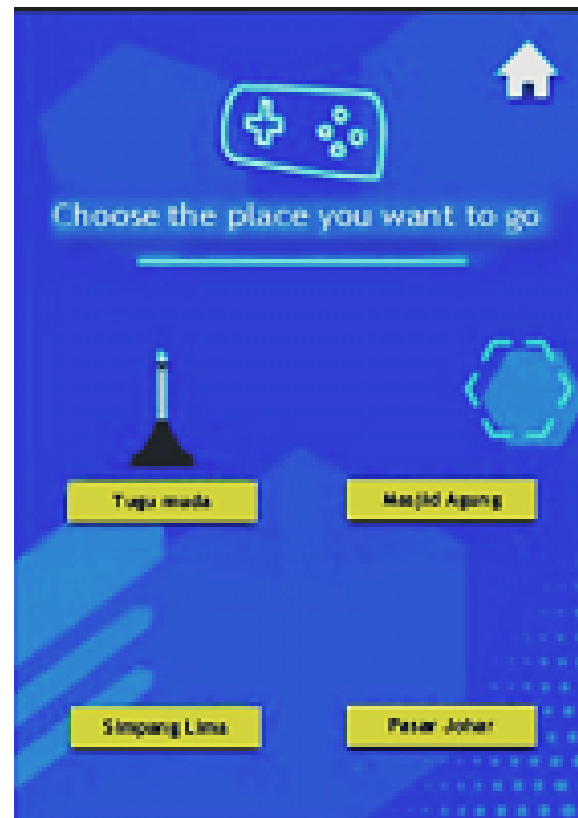 Choose the place you want to go
Tugu muda
Masjid Agung
Simpang Lima
Pasar Johar